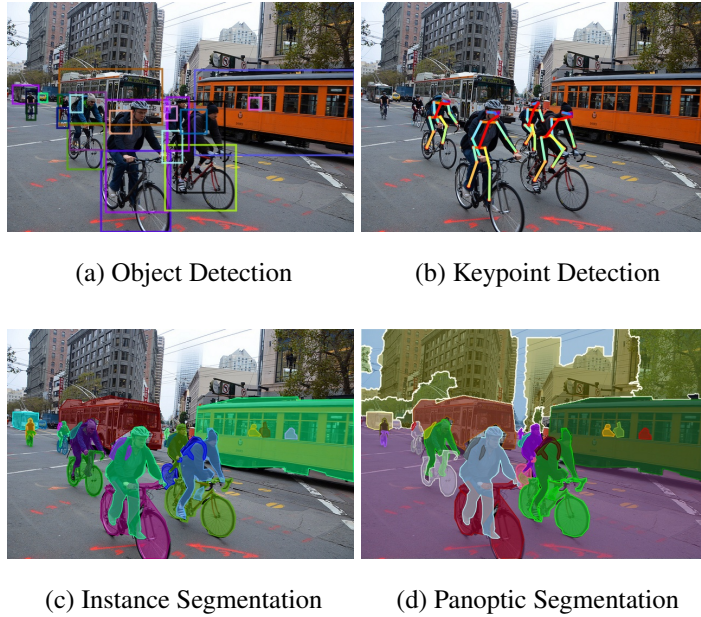 (a) Object Detection
(b) Keypoint Detection
(c) Instance Segmentation
(d) Panoptic Segmentation